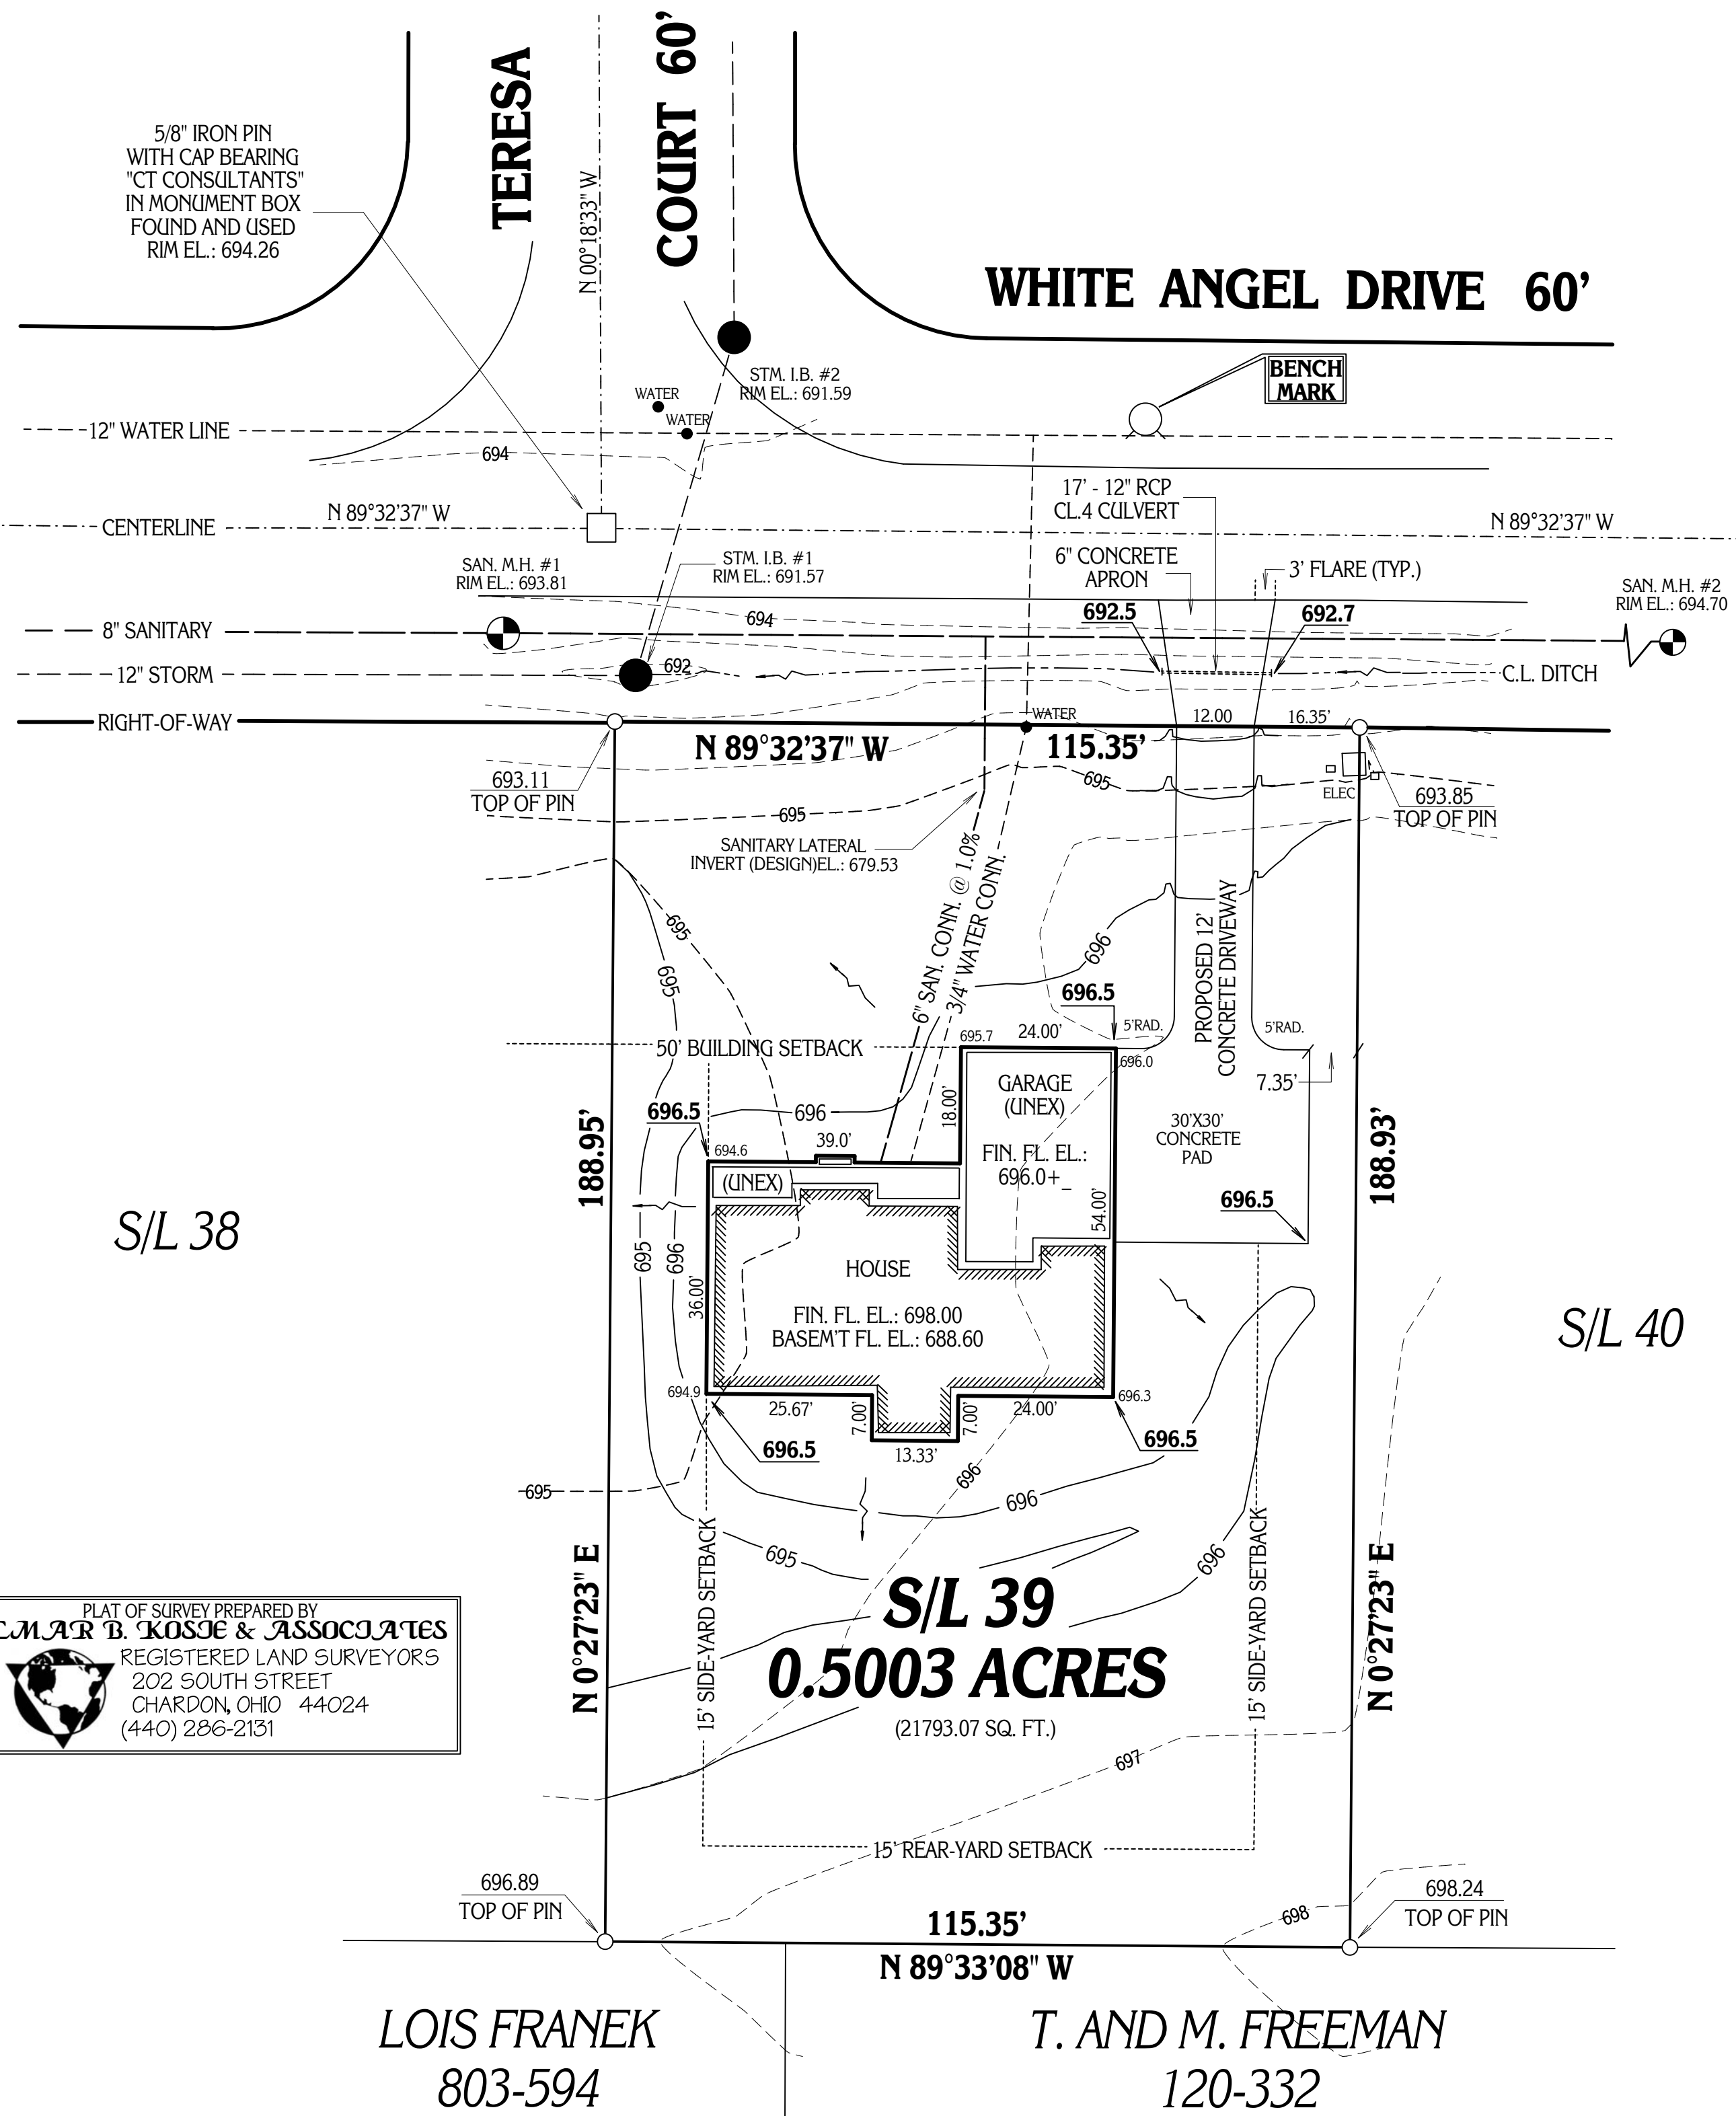 TERESA
COURT 60'
N 00°18'33" W
5/8" IRON PIN
WITH CAP BEARING
"CT CONSULTANTS"
IN MONUMENT BOX
FOUND AND USED
RIM EL.: 694.26
WHITE ANGEL DRIVE 60'
BENCH
MARK
STM. I.B. #2
RIM EL.: 691.59
WATER
WATER
12" WATER LINE
694
17' - 12" RCP
CL.4 CULVERT
N 89°32'37" W
CENTERLINE
N 89°32'37" W
SAN. M.H. #1
RIM EL.: 693.81
STM. I.B. #1
RIM EL.: 691.57
6" CONCRETE
APRON
3' FLARE (TYP.)
SAN. M.H. #2
RIM EL.: 694.70
692.5
692.7
694
8" SANITARY
692
12" STORM
C.L. DITCH
RIGHT-OF-WAY
WATER
12.00
16.35'
N 89°32'37" W
115.35'
693.11
TOP OF PIN
695
695
ELEC
693.85
TOP OF PIN
SANITARY LATERAL
INVERT (DESIGN)EL.: 679.53
6" SAN. CONN. @ 1.0%
3/4" WATER CONN.
695
695
696
PROPOSED 12'
CONCRETE DRIVEWAY
696.5
695.7
24.00'
5'RAD.
5'RAD.
50' BUILDING SETBACK
696.0
7.35'
GARAGE
(UNEX)
18.00'
FIN. FL. EL.:
696.0+_
54.00'
30'X30'
CONCRETE
PAD
696.5
696
696.5
694.6
39.0'
(UNEX)
188.95'
188.93'
S/L 38
695
696
36.00'
HOUSE
FIN. FL. EL.: 698.00
BASEM'T FL. EL.: 688.60
S/L 40
694.9
25.67'
7.00'
13.33'
7.00'
24.00'
696.3
696.5
696.5
695
696
696
695
696
15' SIDE-YARD SETBACK
15' SIDE-YARD SETBACK
N 0°27'23" E
N 0°27'23" E
S/L 39
0.5003 ACRES
(21793.07 SQ. FT.)
697
PLAT OF SURVEY PREPARED BY
MAR B. KOSIE & ASSOCIATES
REGISTERED LAND SURVEYORS
202 SOUTH STREET
CHARDON, OHIO 44024
(440) 286-2131
15' REAR-YARD SETBACK
696.89
TOP OF PIN
698
698.24
TOP OF PIN
115.35'
N 89°33'08" W
LOIS FRANEK
803-594
T. AND M. FREEMAN
120-332